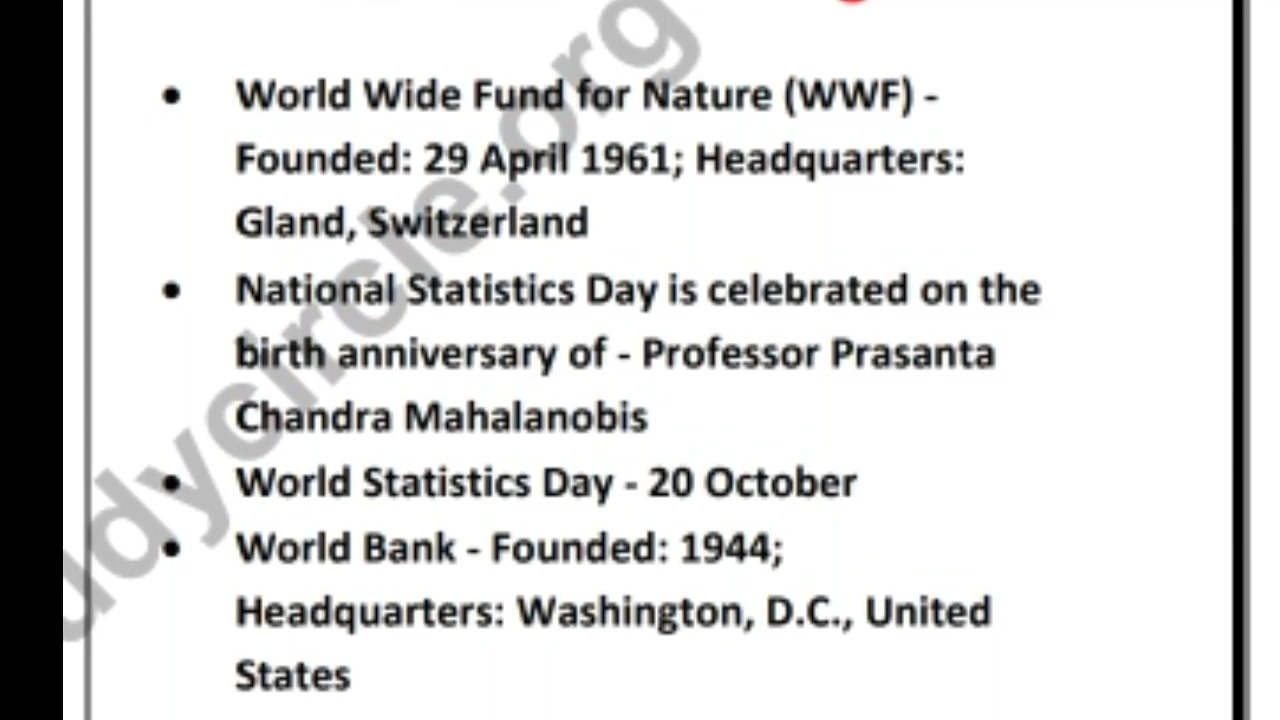 • World Wide Fund for Nature (WWF) -
Founded: 29 April 1961; Headquarters:
Gland, Switzerland
• National Statistics Day is celebrated on the
birth anniversary of - Professor Prasanta
Chandra Mahalanobis
• World Statistics Day - 20 October
• World Bank - Founded: 1944;
Headquarters: Washington, D.C., United
States
dycircle.org